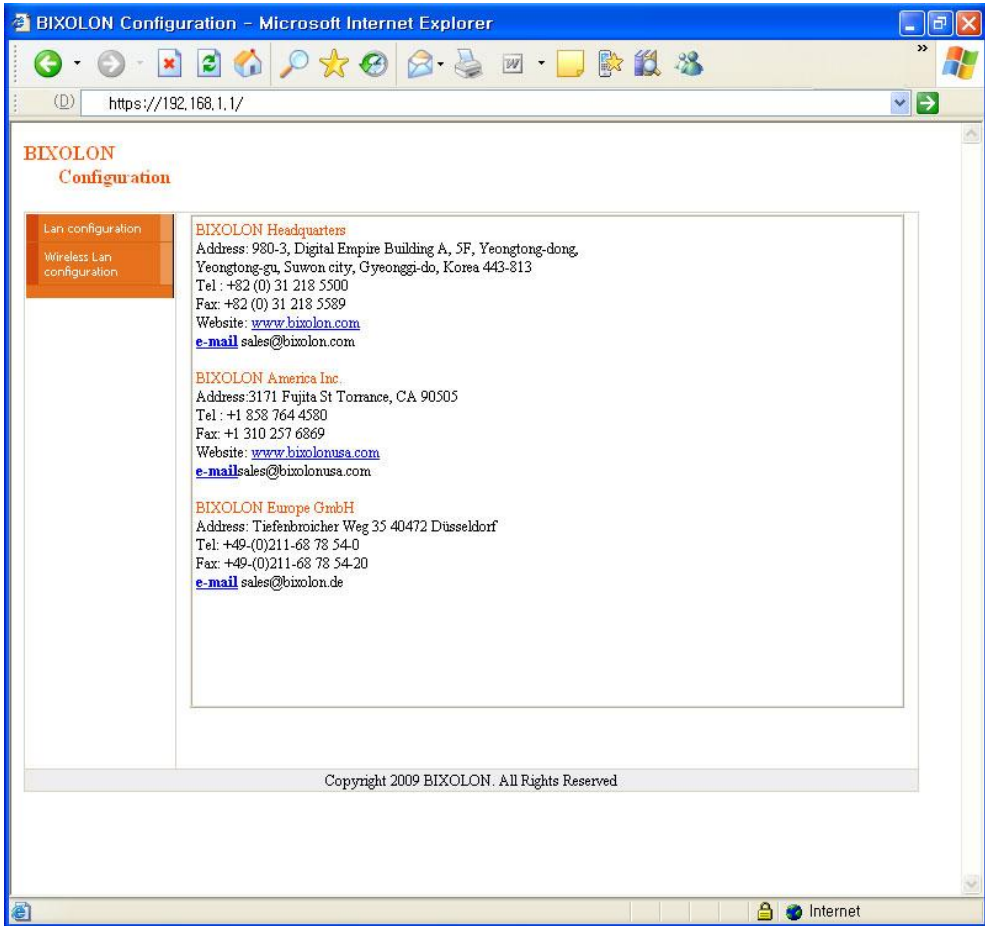 BIXOLON Configuration - Microsoft Internet Explorer
(D) https://192,168,1,1/
BIXOLON
Configuration
Lan configuration
Wireless Lan
configuration
BIXOLON Headquarters
Address: 980-3, Digital Empire Building A, 5F, Yeongtong-dong,
Yeongtong-gu, Suwon city, Gyeonggi-do, Korea 443-813
Tel : +82 (0) 31 218 5500
Fax: +82 (0) 31 218 5589
Website: www.bixolon.com
e-mail sales@bixolon.com
BIXOLON America Inc.
Address:3171 Fujita St Torrance, CA 90505
Tel : +1 858 764 4580
Fax: +1 310 257 6869
Website: www.bixolonusa.com
e-mailsales@bixolonusa.com
BIXOLON Europe GmbH
Address: Tiefenbroicher Weg 35 40472 Düsseldorf
Tel: +49-(0)211-68 78 54-0
Fax: +49-(0)211-68 78 54-20
e-mail sales@bixolon.de
Copyright 2009 BIXOLON. All Rights Reserved
Internet